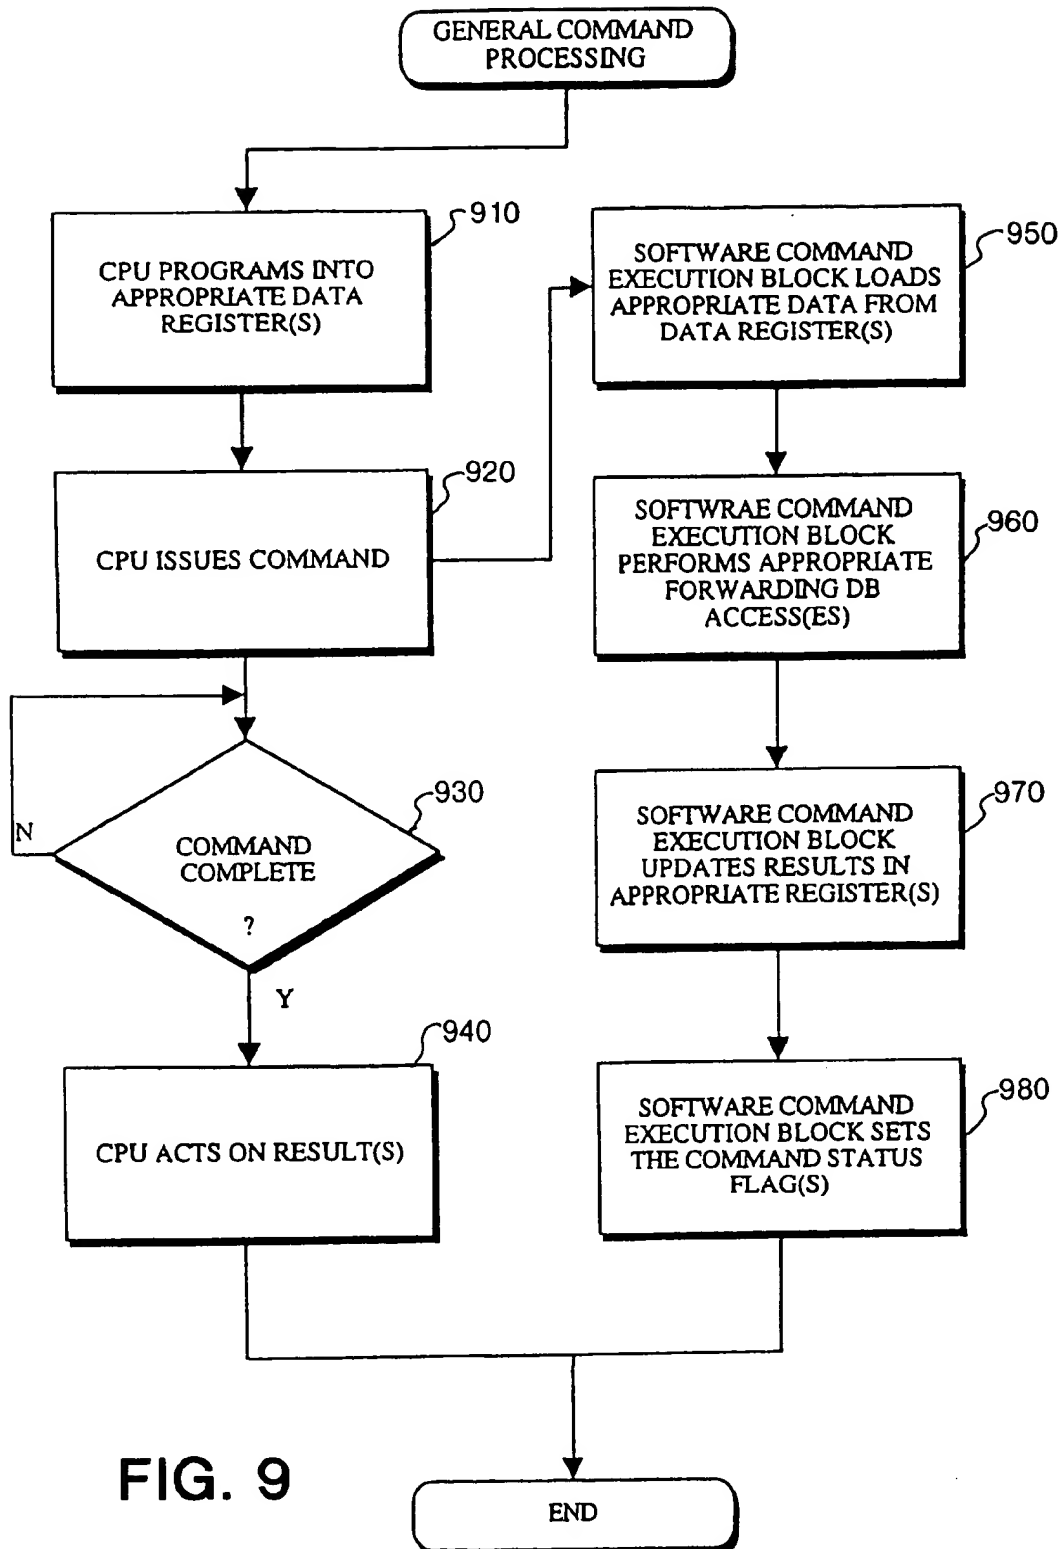 GENERAL COMMAND
PROCESSING
910
CPU PROGRAMS INTO
APPROPRIATE DATA
REGISTER(S)
920
CPU ISSUES COMMAND
930
COMMAND
COMPLETE
?
N
Y
940
CPU ACTS ON RESULT(S)
950
SOFTWARE COMMAND
EXECUTION BLOCK LOADS
APPROPRIATE DATA FROM
DATA REGISTER(S)
960
SOFTWRAE COMMAND
EXECUTION BLOCK
PERFORMS APPROPRIATE
FORWARDING DB
ACCESS(ES)
970
SOFTWARE COMMAND
EXECUTION BLOCK
UPDATES RESULTS IN
APPROPRIATE REGISTER(S)
980
SOFTWARE COMMAND
EXECUTION BLOCK SETS
THE COMMAND STATUS
FLAG(S)
END
FIG. 9